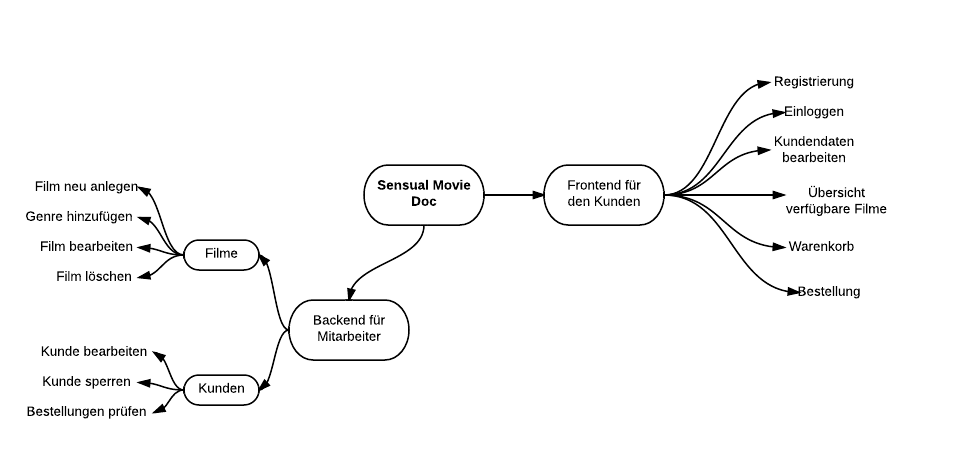 Registrierung
Einloggen
Kundendaten
bearbeiten
Sensual Movie
Doc
Frontend für
den Kunden
Übersicht
verfügbare Filme
Warenkorb
Bestellung
Film neu anlegen
Genre hinzufügen
Film bearbeiten
Film löschen
Filme
Backend für
Mitarbeiter
Kunde bearbeiten
Kunde sperren
Bestellungen prüfen
Kunden